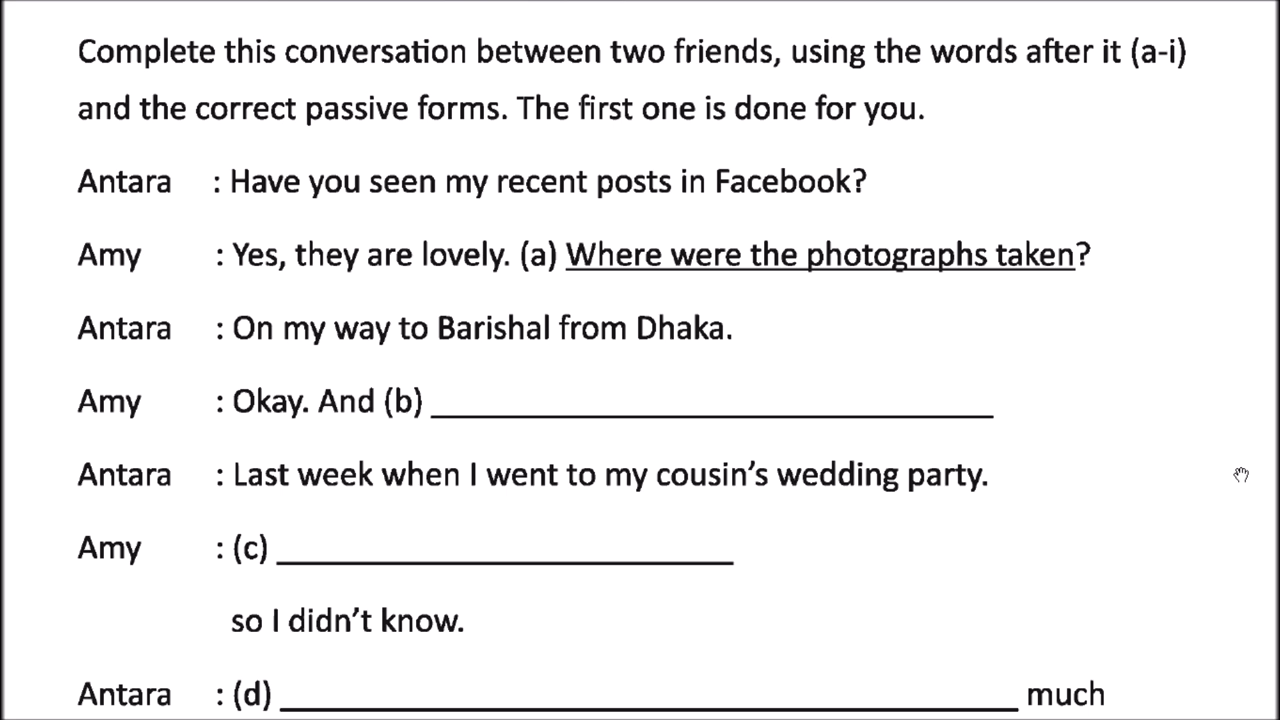 Complete this conversation between two friends, using the words after it (a-i)
and the correct passive forms. The first one is done for you.
Antara : Have you seen my recent posts in Facebook?
Amy : Yes, they are lovely. (a) Where were the photographs taken?
Antara : On my way to Barishal from Dhaka.
Amy : Okay. And (b) ______________________________
Antara : Last week when I went to my cousin’s wedding party.
Amy : (c) ________________________
so I didn’t know.
Antara : (d) ________________________________________ much